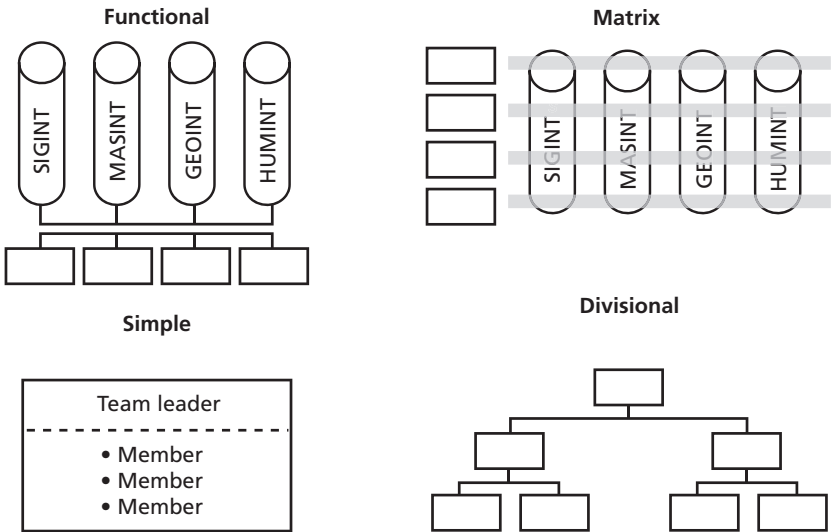 Functional
SIGINT
MASINT
GEOINT
HUMINT
Matrix
SIGINT
MASINT
GEOINT
HUMINT
Simple
Team leader
• Member
• Member
• Member
Divisional